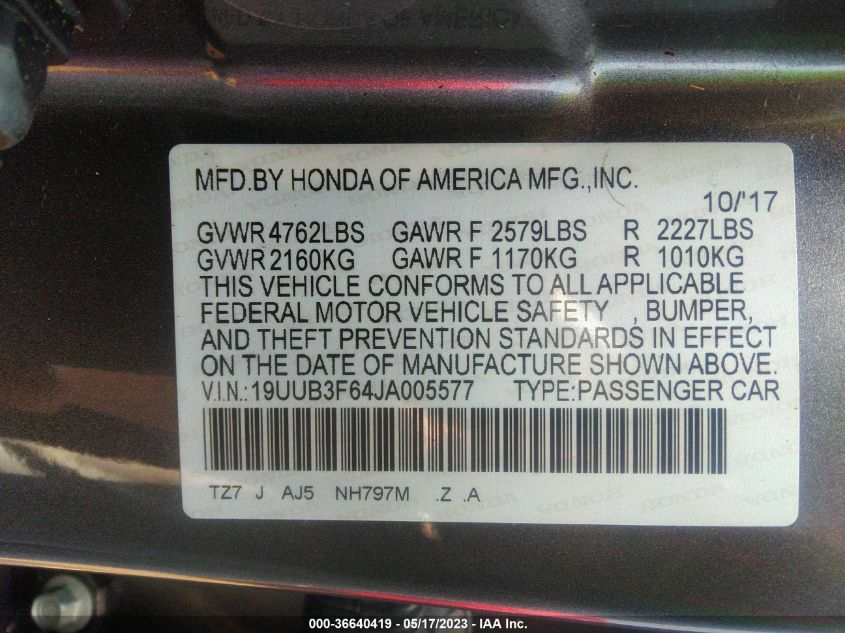 MFD.BY HONDA OF AMERICA MFG.,INC.
10/'17
GVWR 4762LBS GAWR F 2579LBS R 2227LBS
GVWR 2160KG GAWR F 1170KG R 1010KG
THIS VEHICLE CONFORMS TO ALL APPLICABLE
FEDERAL MOTOR VEHICLE SAFETY , BUMPER,
AND THEFT PREVENTION STANDARDS IN EFFECT
ON THE DATE OF MANUFACTURE SHOWN ABOVE.
V.I.N.:19UUB3F64JA005577 TYPE:PASSENGER CAR
TZ7 J AJ5 NH797M .Z .A
000-36640419 - 05/17/2023 - IAA Inc.